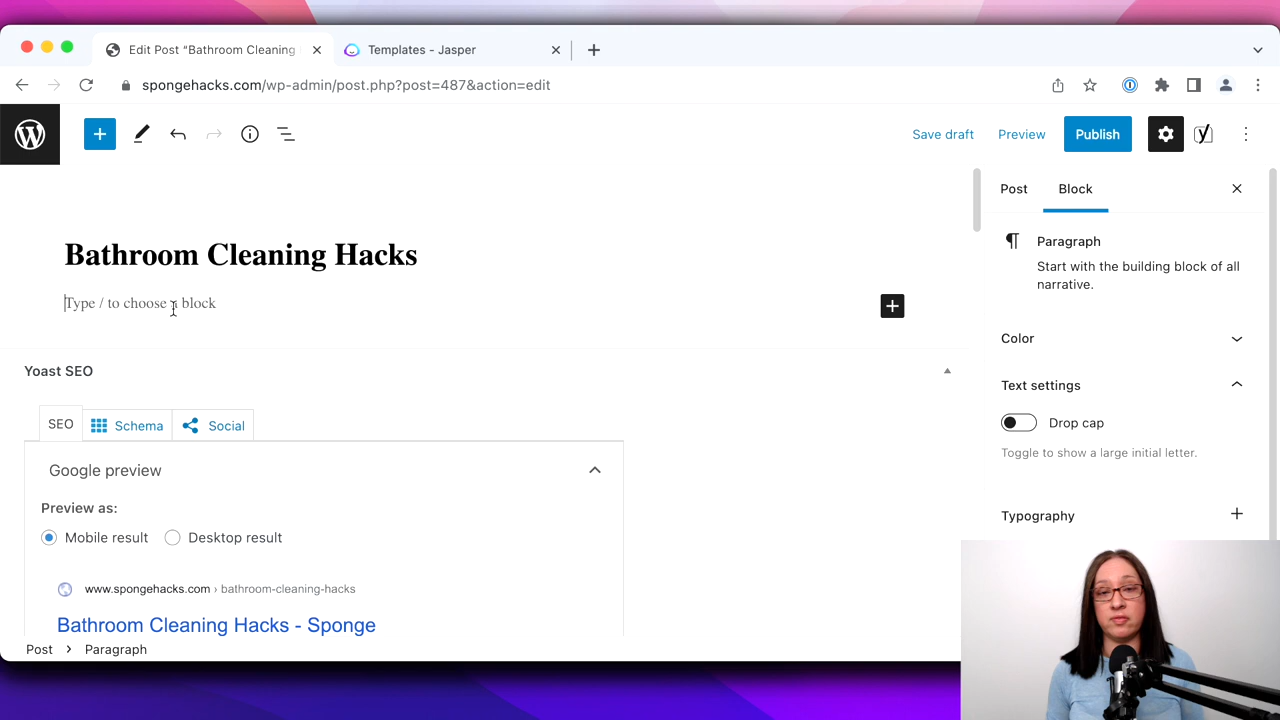 Edit Post “Bathroom Cleaning
Templates - Jasper
spongehacks.com/wp-admin/post.php?post=487&action=edit
Save draft
Preview
Publish
Post
Block
Paragraph
Start with the building block of all
narrative.
Color
Text settings
Drop cap
Toggle to show a large initial letter.
Typography
Bathroom Cleaning Hacks
Type / to choose a block
Yoast SEO
SEO
Schema
Social
Google preview
Preview as:
Mobile result
Desktop result
www.spongehacks.com › bathroom-cleaning-hacks
Bathroom Cleaning Hacks - Sponge
Post › Paragraph